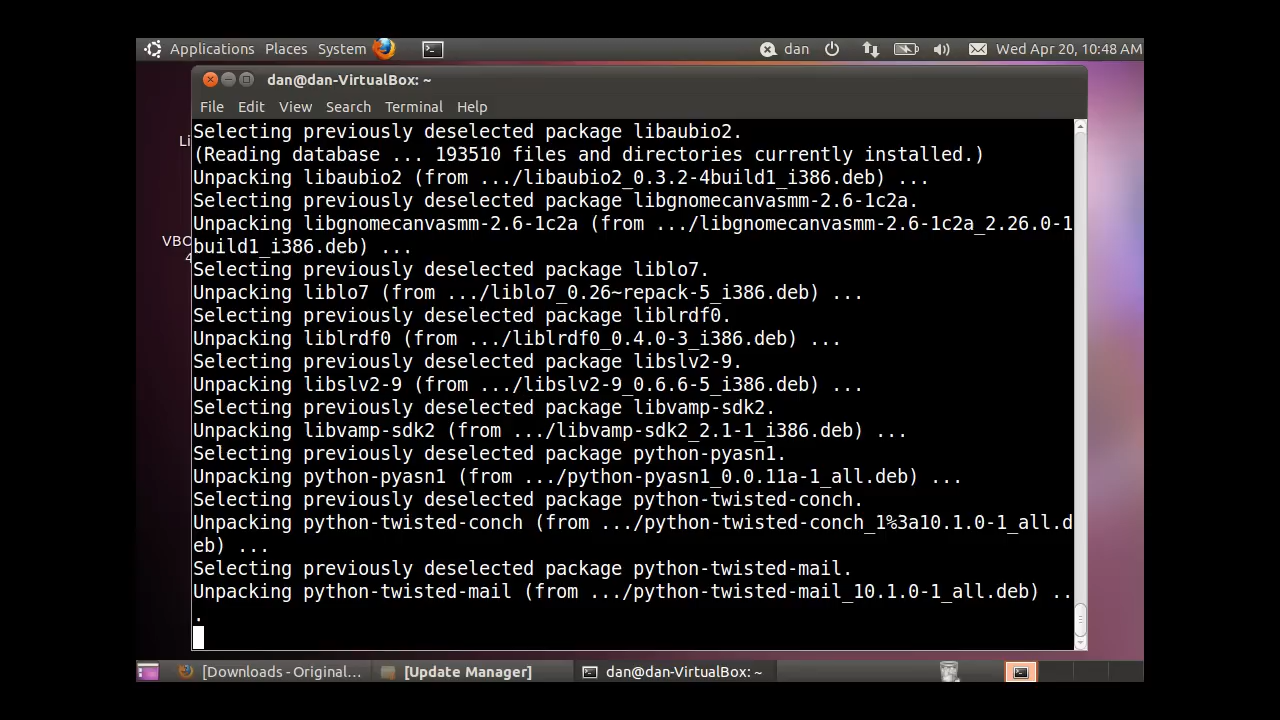 Applications Places System dan Wed Apr 20, 10:48 AM
dan@dan-VirtualBox: ~
File Edit View Search Terminal Help
Li
VBO
4
Selecting previously deselected package libaubio2.
(Reading database ... 193510 files and directories currently installed.)
Unpacking libaubio2 (from .../libaubio2_0.3.2-4build1_i386.deb) ...
Selecting previously deselected package libgnomecanvasmm-2.6-1c2a.
Unpacking libgnomecanvasmm-2.6-1c2a (from .../libgnomecanvasmm-2.6-1c2a_2.26.0-1
build1_i386.deb) ...
Selecting previously deselected package liblo7.
Unpacking liblo7 (from .../liblo7_0.26~repack-5_i386.deb) ...
Selecting previously deselected package liblrdf0.
Unpacking liblrdf0 (from .../liblrdf0_0.4.0-3_i386.deb) ...
Selecting previously deselected package libslv2-9.
Unpacking libslv2-9 (from .../libslv2-9_0.6.6-5_i386.deb) ...
Selecting previously deselected package libvamp-sdk2.
Unpacking libvamp-sdk2 (from .../libvamp-sdk2_2.1-1_i386.deb) ...
Selecting previously deselected package python-pyasn1.
Unpacking python-pyasn1 (from .../python-pyasn1_0.0.11a-1_all.deb) ...
Selecting previously deselected package python-twisted-conch.
Unpacking python-twisted-conch (from .../python-twisted-conch_1%3a10.1.0-1_all.d
eb) ...
Selecting previously deselected package python-twisted-mail.
Unpacking python-twisted-mail (from .../python-twisted-mail_10.1.0-1_all.deb) ..
.
[Downloads - Original... [Update Manager] dan@dan-VirtualBox: ~